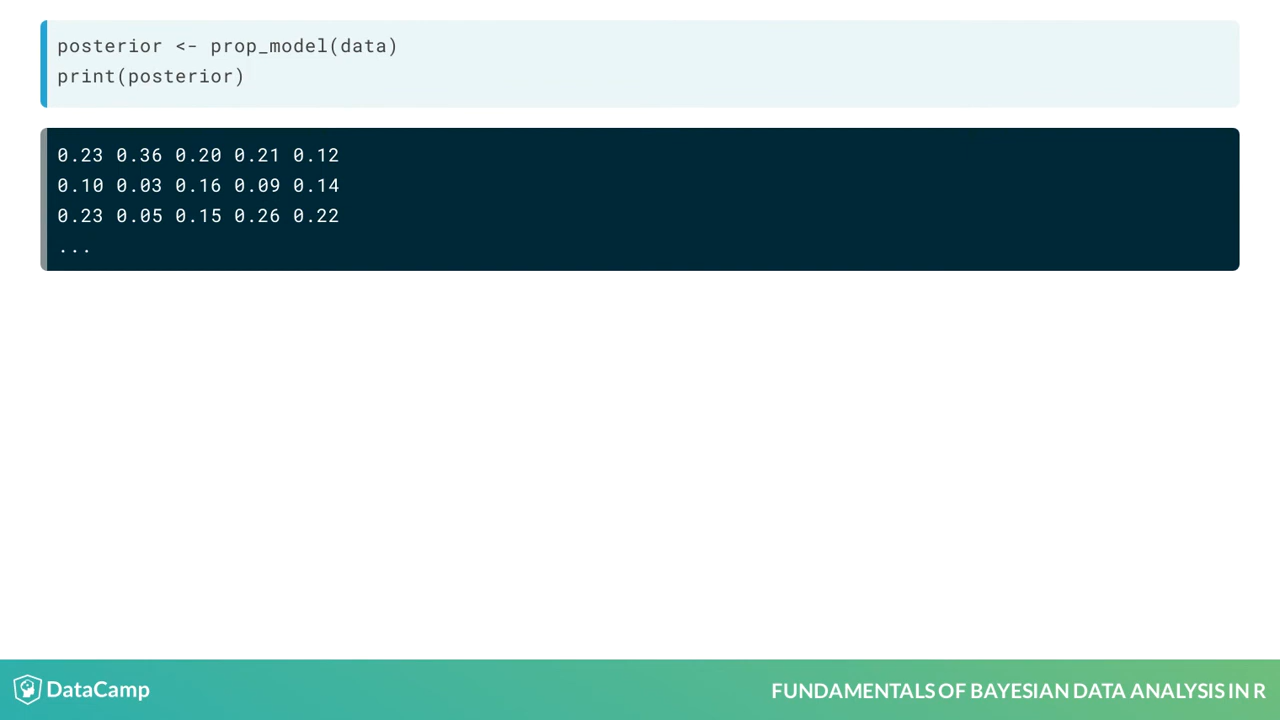 posterior <- prop_model(data)
print(posterior)
0.23 0.36 0.20 0.21 0.12
0.10 0.03 0.16 0.09 0.14
0.23 0.05 0.15 0.26 0.22
...
DataCamp
FUNDAMENTALS OF BAYESIAN DATA ANALYSIS IN R